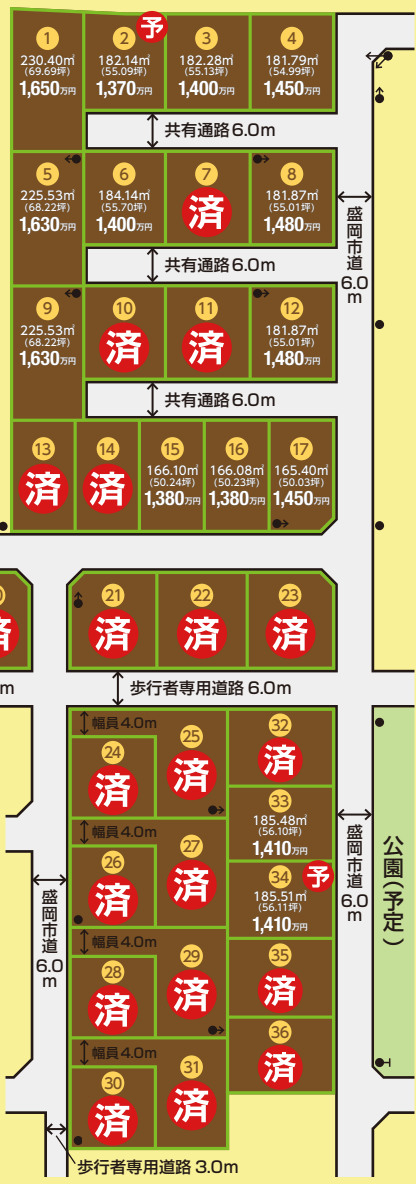 1
230.40㎡
(69.69坪)
1,650万円
2
予
182.14㎡
(55.09坪)
1,370万円
3
182.28㎡
(55.13坪)
1,400万円
4
181.79㎡
(54.99坪)
1,450万円
共有通路6.0m
5
225.53㎡
(68.22坪)
1,630万円
6
184.14㎡
(55.70坪)
1,400万円
7
済
8
181.87㎡
(55.01坪)
1,480万円
盛岡市道6.0m
共有通路6.0m
9
225.53㎡
(68.22坪)
1,630万円
10
済
11
済
12
181.87㎡
(55.01坪)
1,480万円
共有通路6.0m
13
済
14
済
15
166.10㎡
(50.24坪)
1,380万円
16
166.08㎡
(50.23坪)
1,380万円
17
165.40㎡
(50.03坪)
1,450万円
済
21
済
22
済
23
済
m
歩行者専用道路 6.0m
幅員4.0m
24
済
25
済
32
済
33
185.48㎡
(56.10坪)
1,410万円
幅員4.0m
26
済
27
済
34
予
185.51㎡
(56.11坪)
1,410万円
盛岡市道6.0m
公園(予定)
盛岡市道6.0m
幅員4.0m
28
済
29
済
35
済
36
済
幅員4.0m
30
済
31
済
歩行者専用道路 3.0m